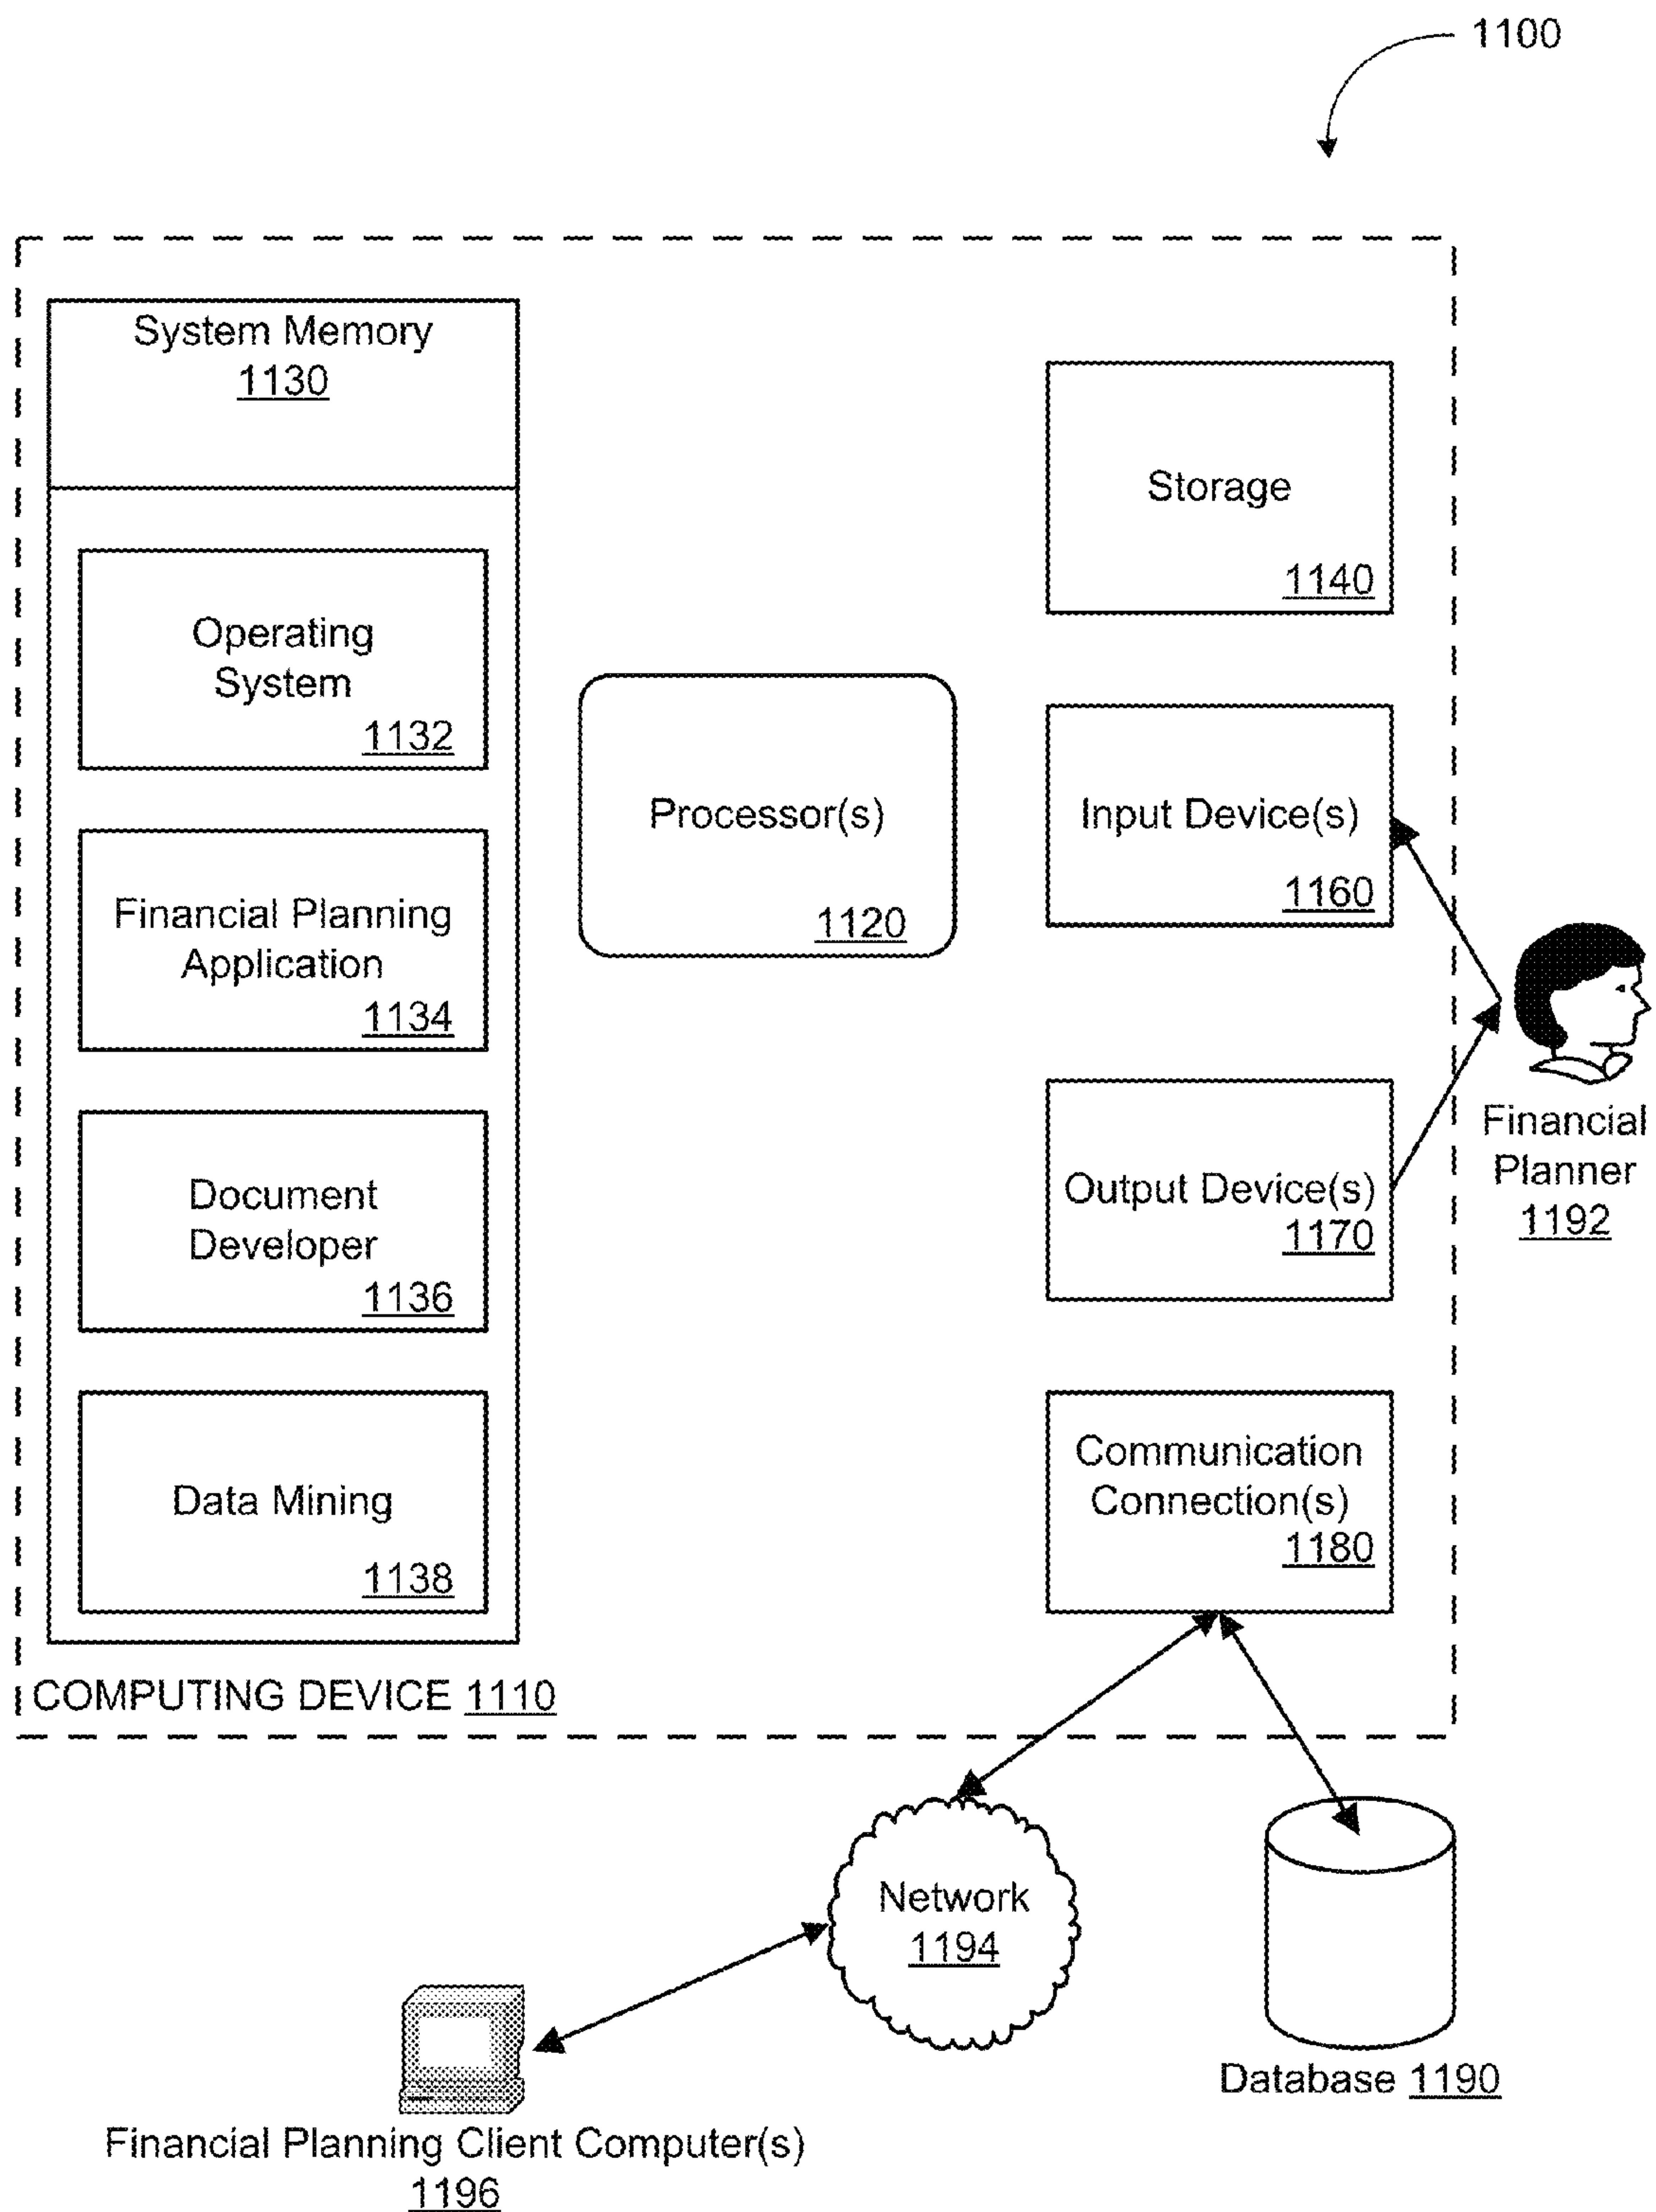 1100
System Memory
1130
Operating
System
1132
Financial Planning
Application
1134
Document
Developer
1136
Data Mining
1138
Processor(s)
1120
Storage
1140
Input Device(s)
1160
Output Device(s)
1170
Communication
Connection(s)
1180
Financial
Planner
1192
COMPUTING DEVICE 1110
Network
1194
Database 1190
Financial Planning Client Computer(s)
1196